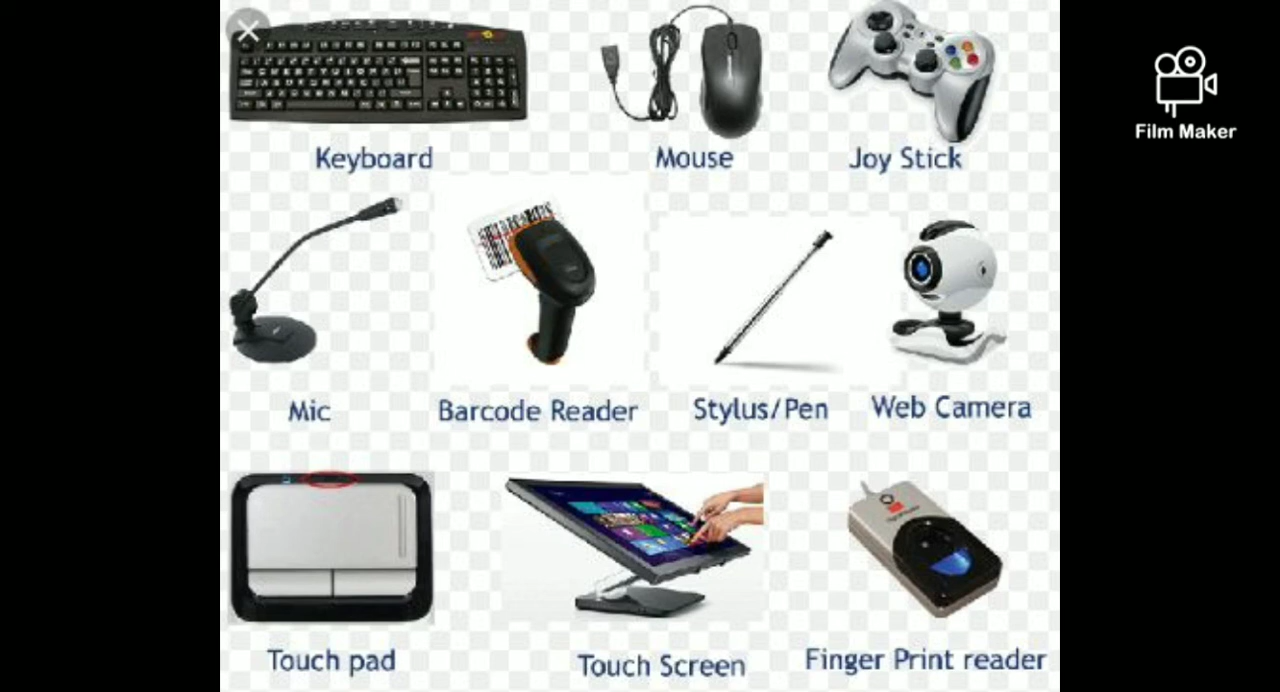 Keyboard
Mouse
Joy Stick
Film Maker
Mic
Barcode Reader
Stylus/Pen
Web Camera
Touch pad
Touch Screen
Finger Print reader